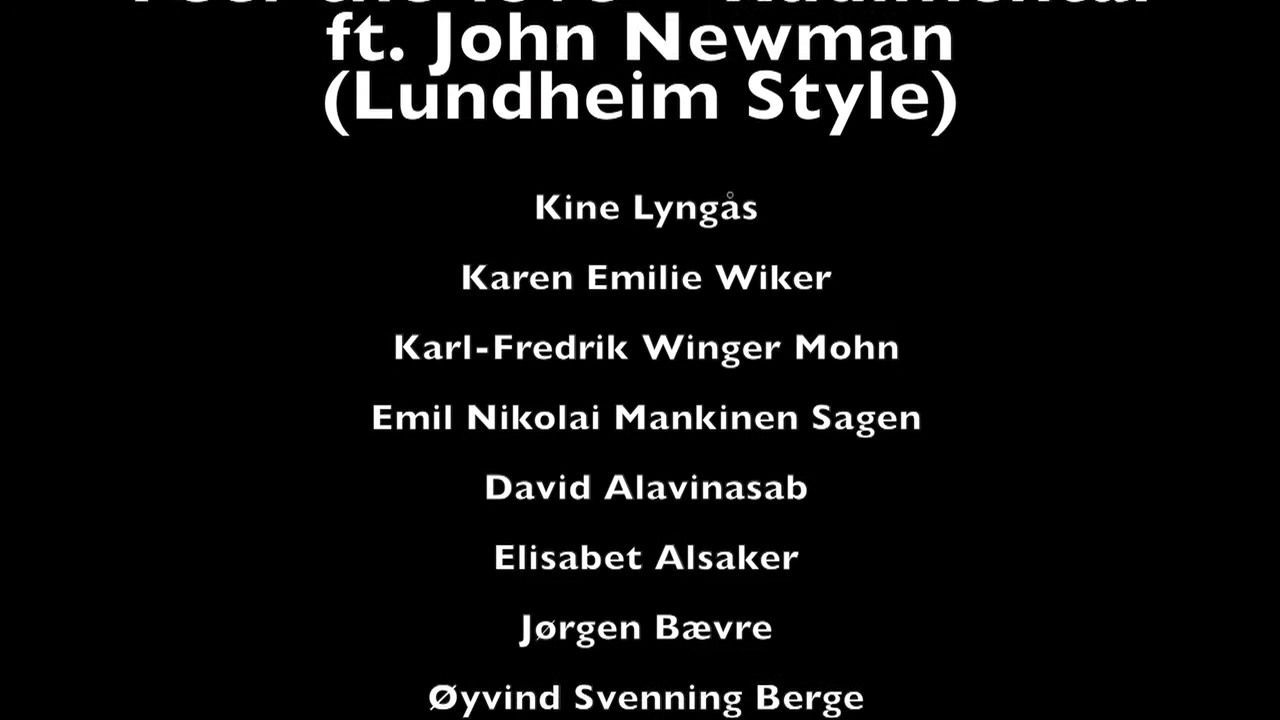 ft. John Newman
(Lundheim Style)
Kine Lyngås
Karen Emilie Wiker
Karl-Fredrik Winger Mohn
Emil Nikolai Mankinen Sagen
David Alavinasab
Elisabet Alsaker
Jørgen Bævre
Øyvind Svenning Berge